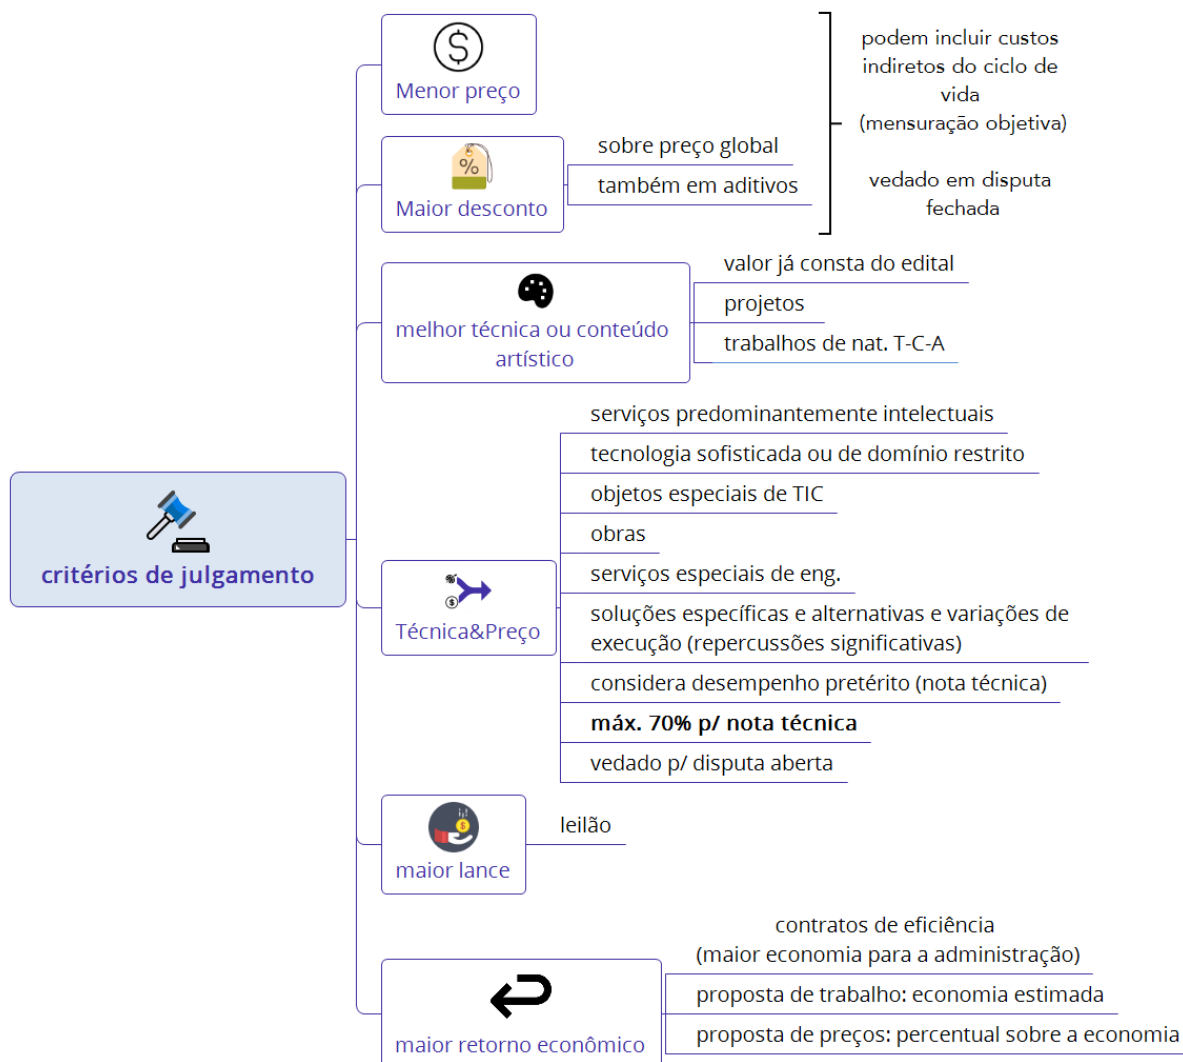 critérios de julgamento
$
Menor preço
%
Maior desconto
sobre preço global
também em aditivos
podem incluir custos
indiretos do ciclo de
vida
(mensuração objetiva)
vedado em disputa
fechada
melhor técnica ou conteúdo
artístico
valor já consta do edital
projetos
trabalhos de nat. T-C-A
$
Técnica&Preço
serviços predominantemente intelectuais
tecnologia sofisticada ou de domínio restrito
objetos especiais de TIC
obras
serviços especiais de eng.
soluções específicas e alternativas e variações de
execução (repercussões significativas)
considera desempenho pretérito (nota técnica)
máx. 70% p/ nota técnica
vedado p/ disputa aberta
$
maior lance
leilão
maior retorno econômico
contratos de eficiência
(maior economia para a administração)
proposta de trabalho: economia estimada
proposta de preços: percentual sobre a economia